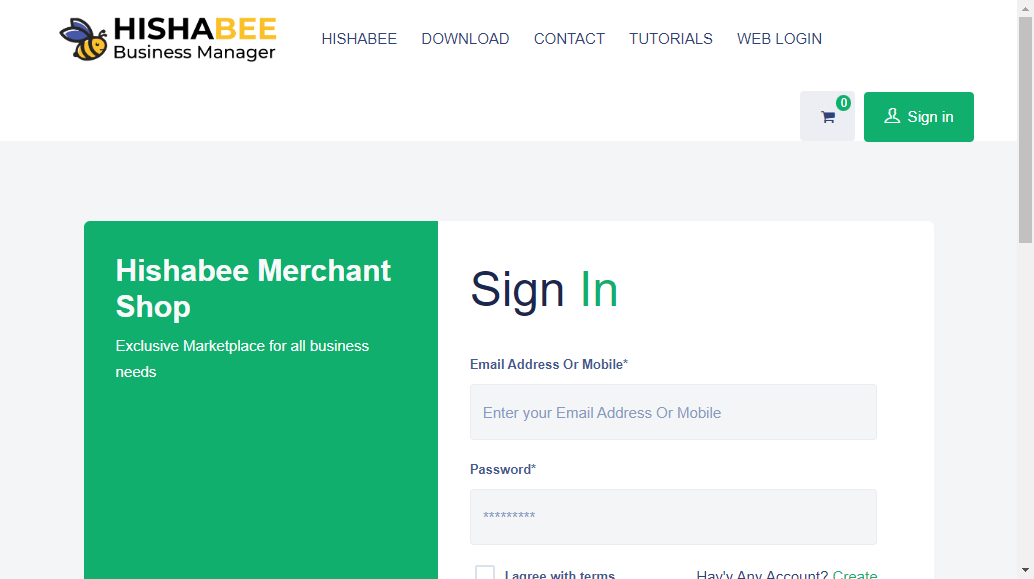 HISHABEE
Business Manager
HISHABEE DOWNLOAD CONTACT TUTORIALS WEB LOGIN
0
Sign in
Hishabee Merchant
Shop
Exclusive Marketplace for all business
needs
Sign In
Email Address Or Mobile*
Enter your Email Address Or Mobile
Password*
*********
I agree with terms Hav'y Any Account? Create